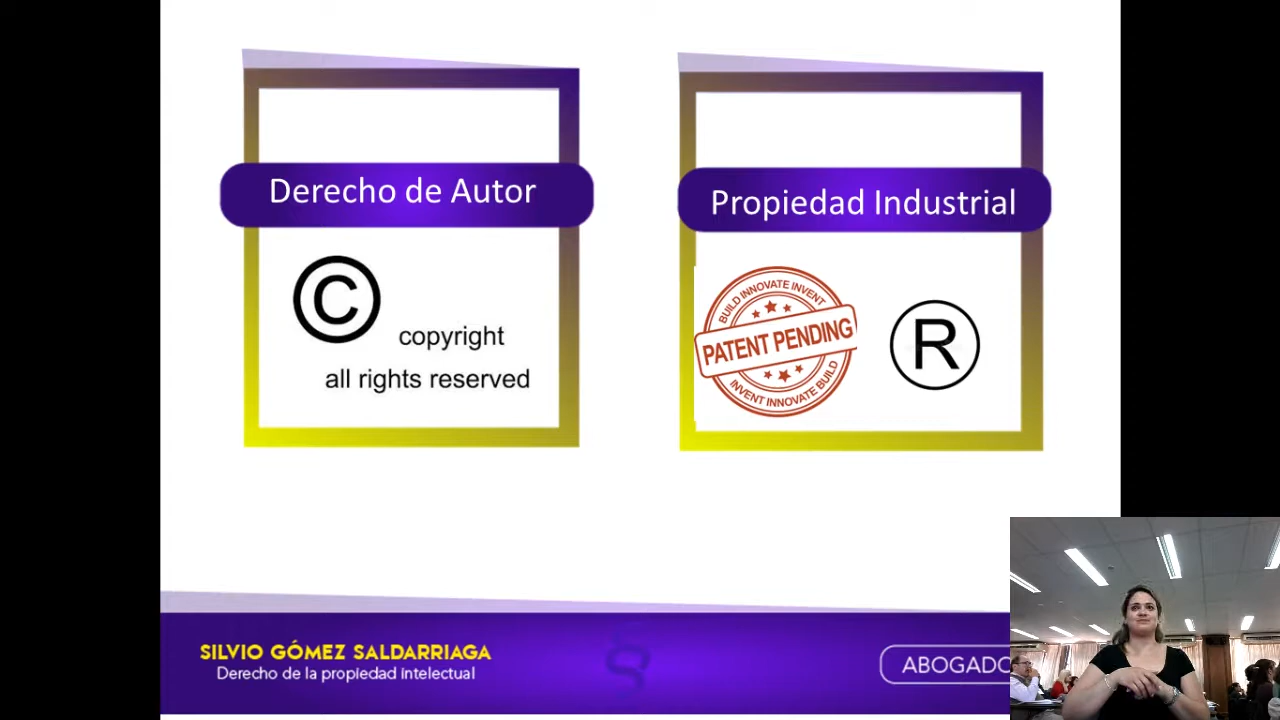 Derecho de Autor
©
copyright
all rights reserved
Propiedad Industrial
BUILD INNOVATE INVENT
PATENT PENDING
INVENT INNOVATE BUILD
®
SILVIO GÓMEZ SALDARRIAGA
Derecho de la propiedad intelectual
§
ABOGADO